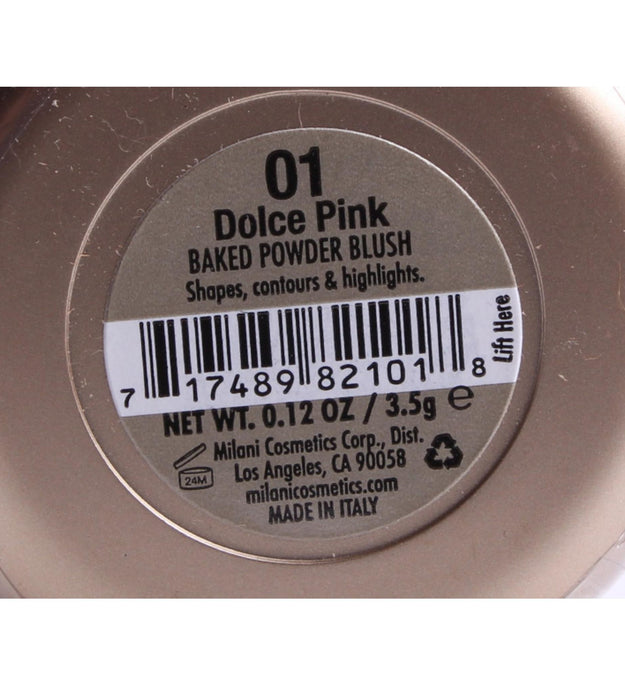 01
Dolce Pink
BAKED POWDER BLUSH
Shapes, contours & highlights.
Lift Here
7 17489 82101 8
NET WT. 0.12 OZ / 3.5g e
Milani Cosmetics Corp., Dist.
Los Angeles, CA 90058
24M
milanicosmetics.com
MADE IN ITALY